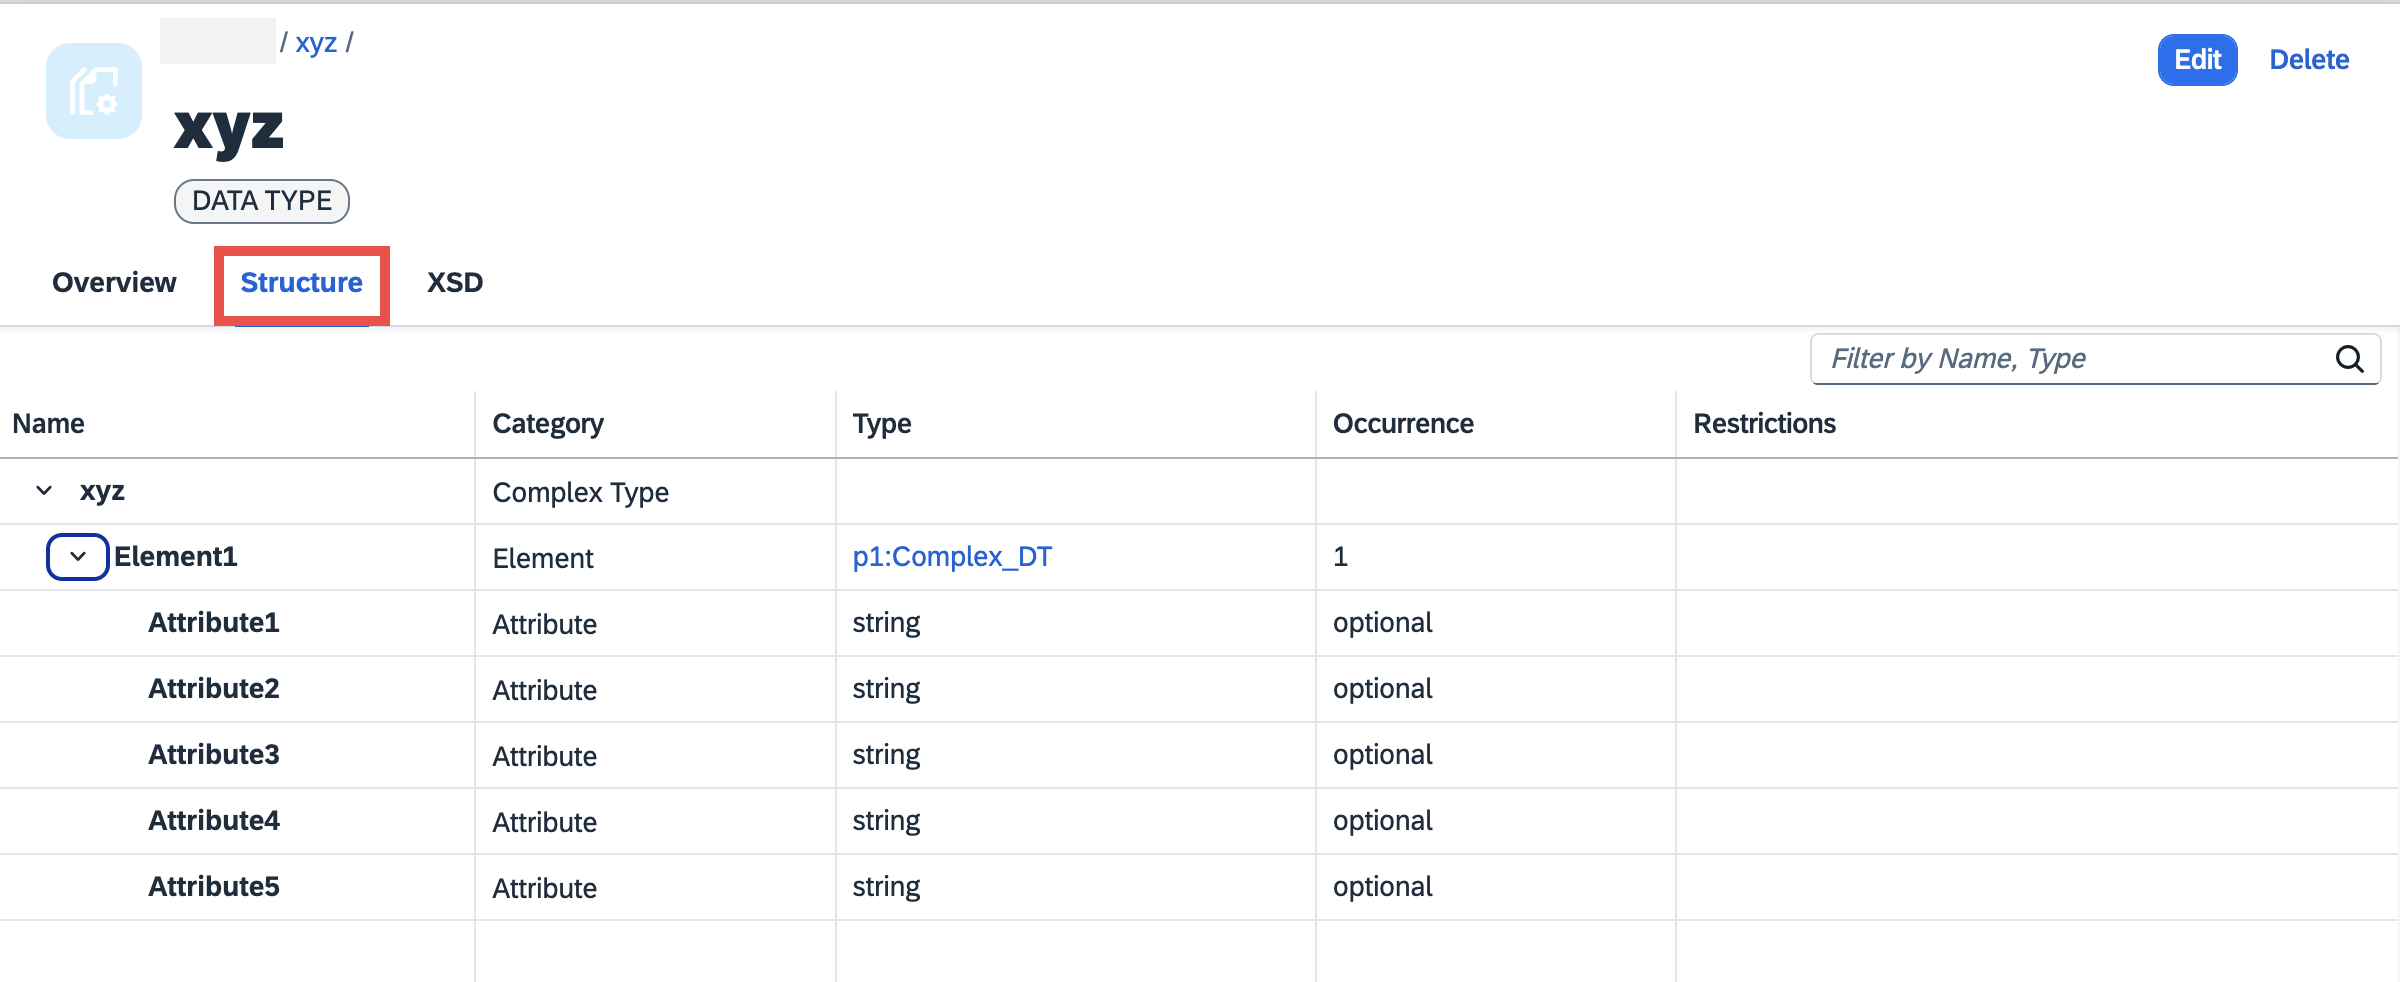 / xyz /
Edit
Delete
xyz
DATA TYPE
Overview
Structure
XSD
Filter by Name, Type
Name Category Type Occurrence Restrictions
xyz Complex Type
Element1 Element p1:Complex_DT 1
Attribute1 Attribute string optional
Attribute2 Attribute string optional
Attribute3 Attribute string optional
Attribute4 Attribute string optional
Attribute5 Attribute string optional